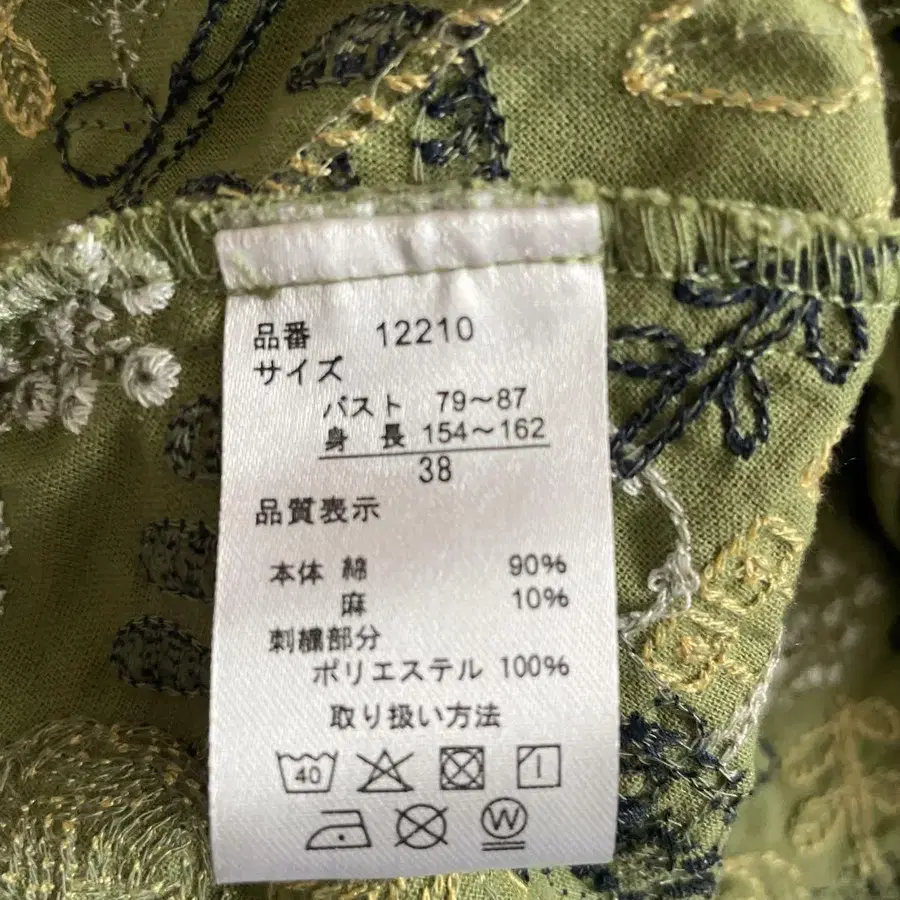 品番 12210
サイズ
バスト 79～87
身長 154～162
38
品質表示
本体 綿 90%
麻 10%
刺繍部分
ポリエステル 100%
取り扱い方法
40
W